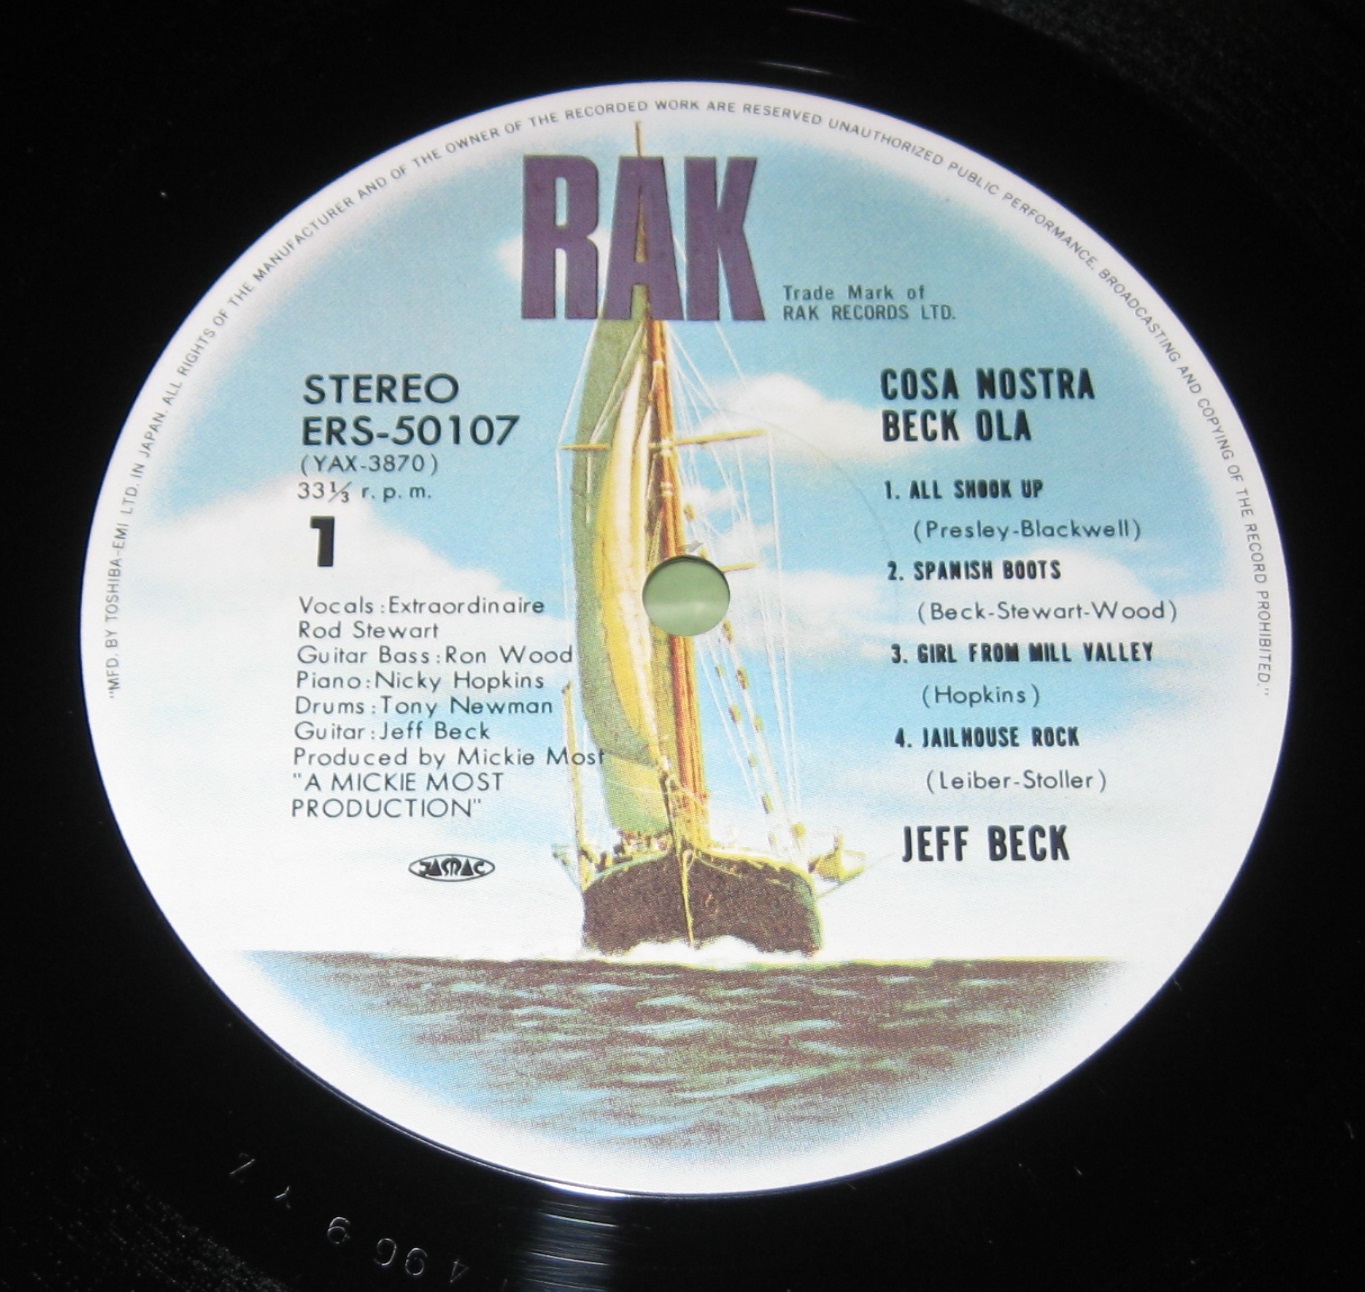 "MFD. BY TOSHIBA-EMI LTD. IN JAPAN. ALL RIGHTS OF THE MANUFACTURER AND OF THE OWNER OF THE RECORDED WORK ARE RESERVED UNAUTHORIZED PUBLIC PERFORMANCE, BROADCASTING AND COPYING OF THE RECORD PROHIBITED."
RAK
Trade Mark of
RAK RECORDS LTD.
STEREO
ERS-50107
(YAX-3870)
33⅓ r.p.m.
1
Vocals:Extraordinaire
Rod Stewart
Guitar Bass:Ron Wood
Piano:Nicky Hopkins
Drums:Tony Newman
Guitar:Jeff Beck
Produced by Mickie Most
"A MICKIE MOST
PRODUCTION"
JASRAC
COSA NOSTRA
BECK OLA
1. ALL SHOOK UP
(Presley-Blackwell)
2. SPANISH BOOTS
(Beck-Stewart-Wood)
3. GIRL FROM MILL VALLEY
(Hopkins)
4. JAILHOUSE ROCK
(Leiber-Stoller)
JEFF BECK